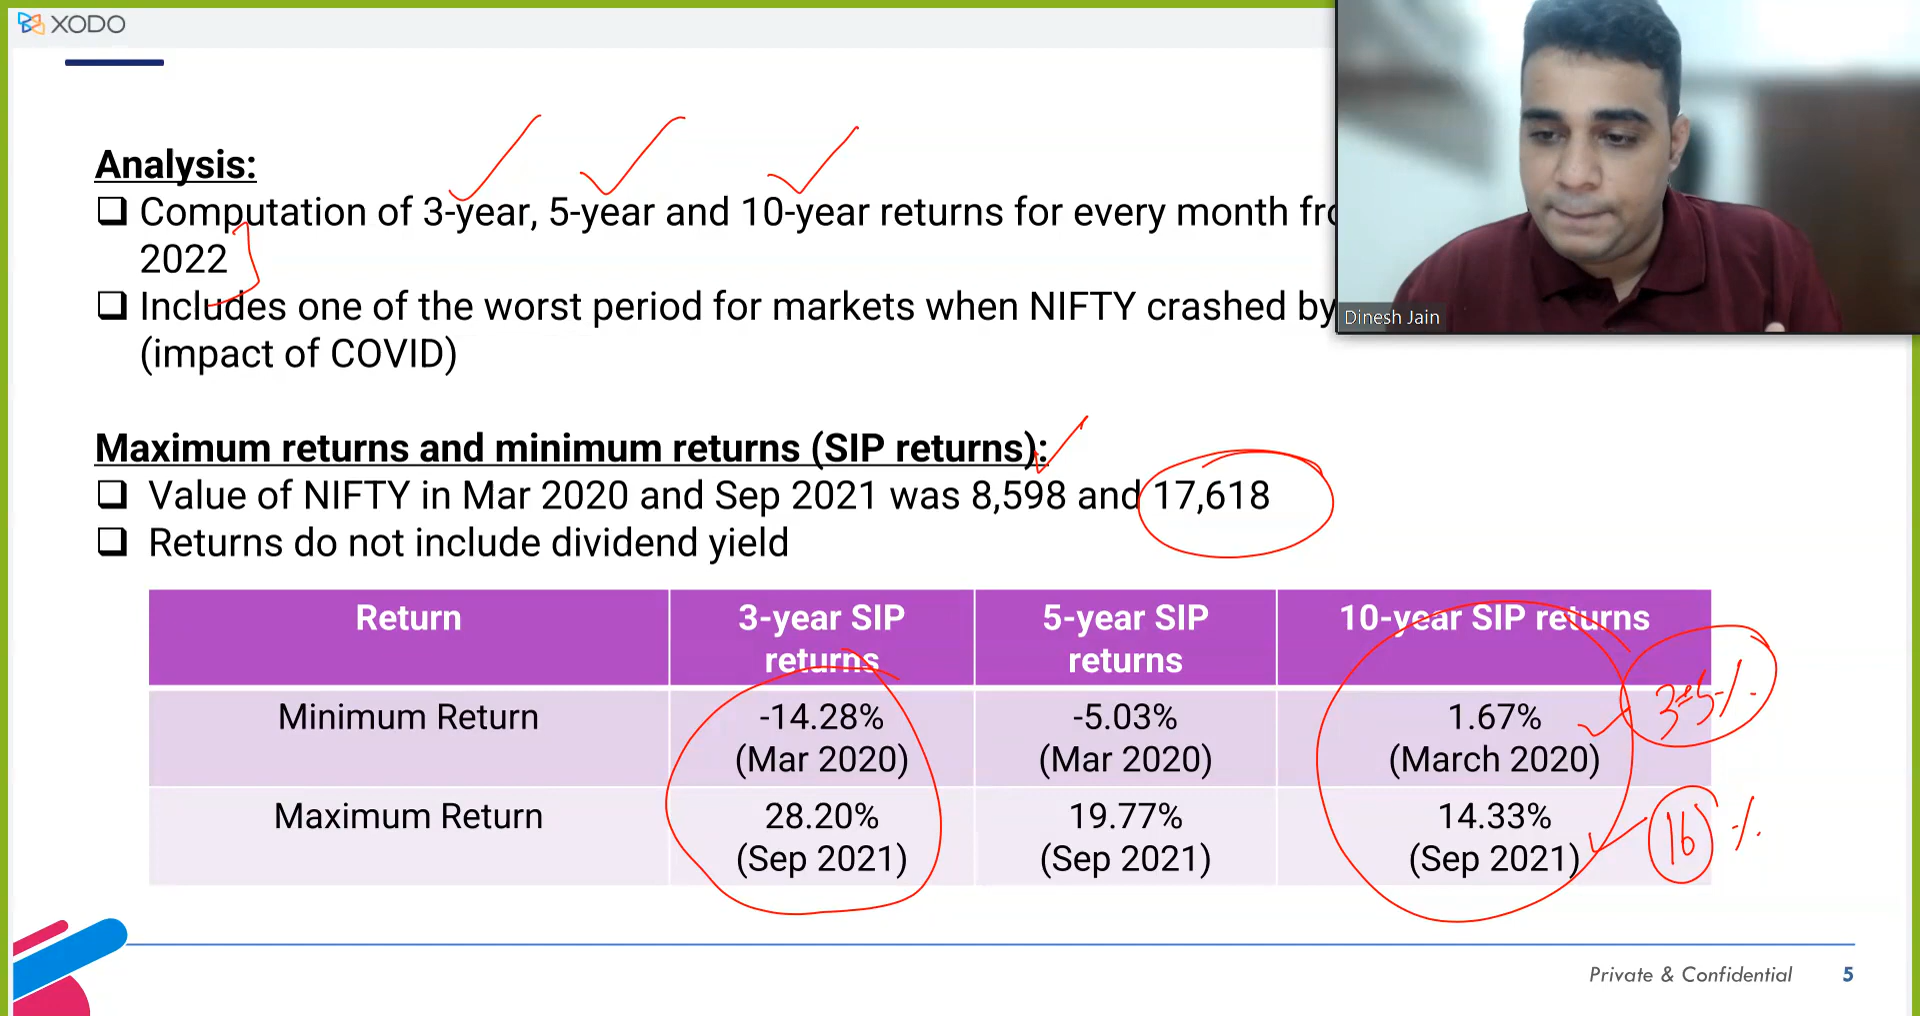 XODO
Analysis:
❑ Computation of 3-year, 5-year and 10-year returns for every month fro
2022
❑ Includes one of the worst period for markets when NIFTY crashed by
(impact of COVID)
Dinesh Jain
Maximum returns and minimum returns (SIP returns):
❑ Value of NIFTY in Mar 2020 and Sep 2021 was 8,598 and 17,618
❑ Returns do not include dividend yield
Return 3-year SIP returns 5-year SIP returns 10-year SIP returns
Minimum Return -14.28% (Mar 2020) -5.03% (Mar 2020) 1.67% (March 2020)
Maximum Return 28.20% (Sep 2021) 19.77% (Sep 2021) 14.33% (Sep 2021)
16 %
Private & Confidential 5